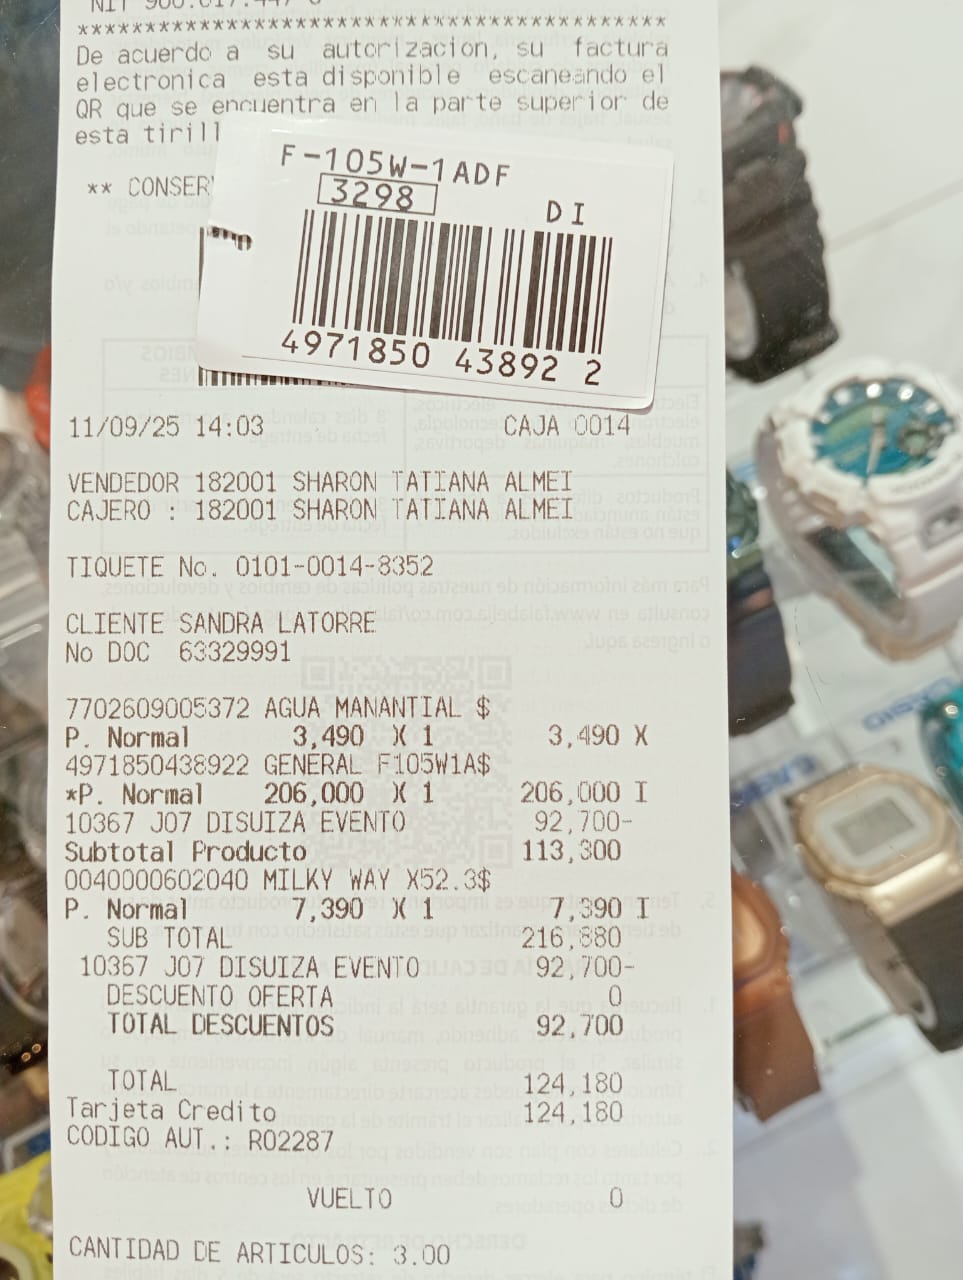 NIT 900.017.447-8
******************************************
De acuerdo a su autorizacion, su factura
electronica esta disponible escaneando el
QR que se encuentra en la parte superior de
esta tirill
** CONSER
F-105W-1ADF
3298
DI
4971850 43892 2
11/09/25 14:03 CAJA 0014
VENDEDOR 182001 SHARON TATIANA ALMEI
CAJERO : 182001 SHARON TATIANA ALMEI
TIQUETE No. 0101-0014-8352
CLIENTE SANDRA LATORRE
No DOC 63329991
7702609005372 AGUA MANANTIAL $
P. Normal 3,490 X 1 3,490 X
4971850438922 GENERAL F105W1A$
*P. Normal 206,000 X 1 206,000 I
10367 J07 DISUIZA EVENTO 92,700-
Subtotal Producto 113,300
0040000602040 MILKY WAY X52.3$
P. Normal 7,390 X 1 7,390 I
SUB TOTAL 216,880
10367 J07 DISUIZA EVENTO 92,700-
DESCUENTO OFERTA 0
TOTAL DESCUENTOS 92,700
TOTAL 124,180
Tarjeta Credito 124,180
CODIGO AUT.: R02287
VUELTO 0
CANTIDAD DE ARTICULOS: 3.00
CASIO